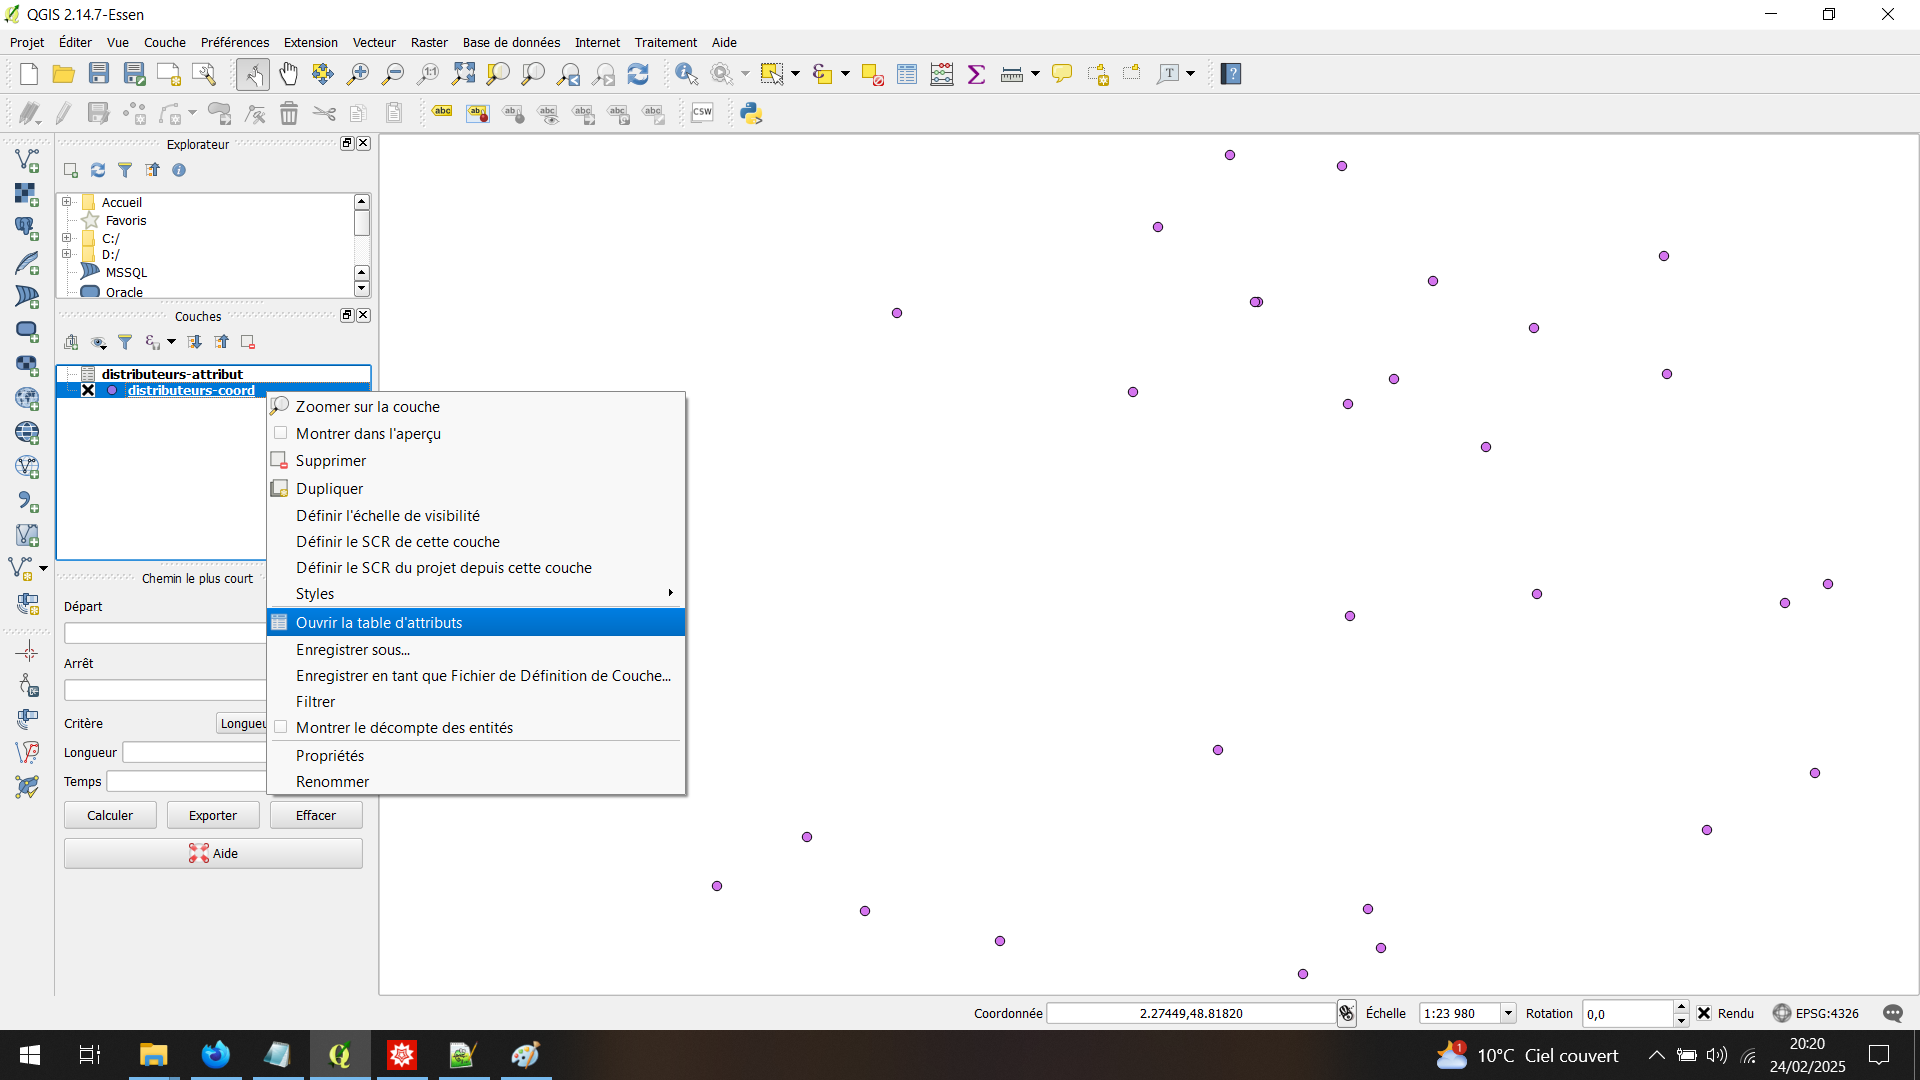 QGIS 2.14.7-Essen
Projet Éditer Vue Couche Préférences Extension Vecteur Raster Base de données Internet Traitement Aide
Explorateur
Accueil
Favoris
C:/
D:/
MSSQL
Oracle
Couches
distributeurs-attribut
distributeurs-coord
Zoomer sur la couche
Montrer dans l'aperçu
Supprimer
Dupliquer
Définir l'échelle de visibilité
Définir le SCR de cette couche
Définir le SCR du projet depuis cette couche
Styles
Ouvrir la table d'attributs
Enregistrer sous...
Enregistrer en tant que Fichier de Définition de Couche...
Filtrer
Montrer le décompte des entités
Propriétés
Renommer
Chemin le plus court
Départ
Arrêt
Critère Longueu
Longueur
Temps
Calculer Exporter Effacer
Aide
Coordonnée 2.27449,48.81820 Échelle 1:23 980 Rotation 0,0 Rendu EPSG:4326
1 10°C Ciel couvert 20:20
24/02/2025